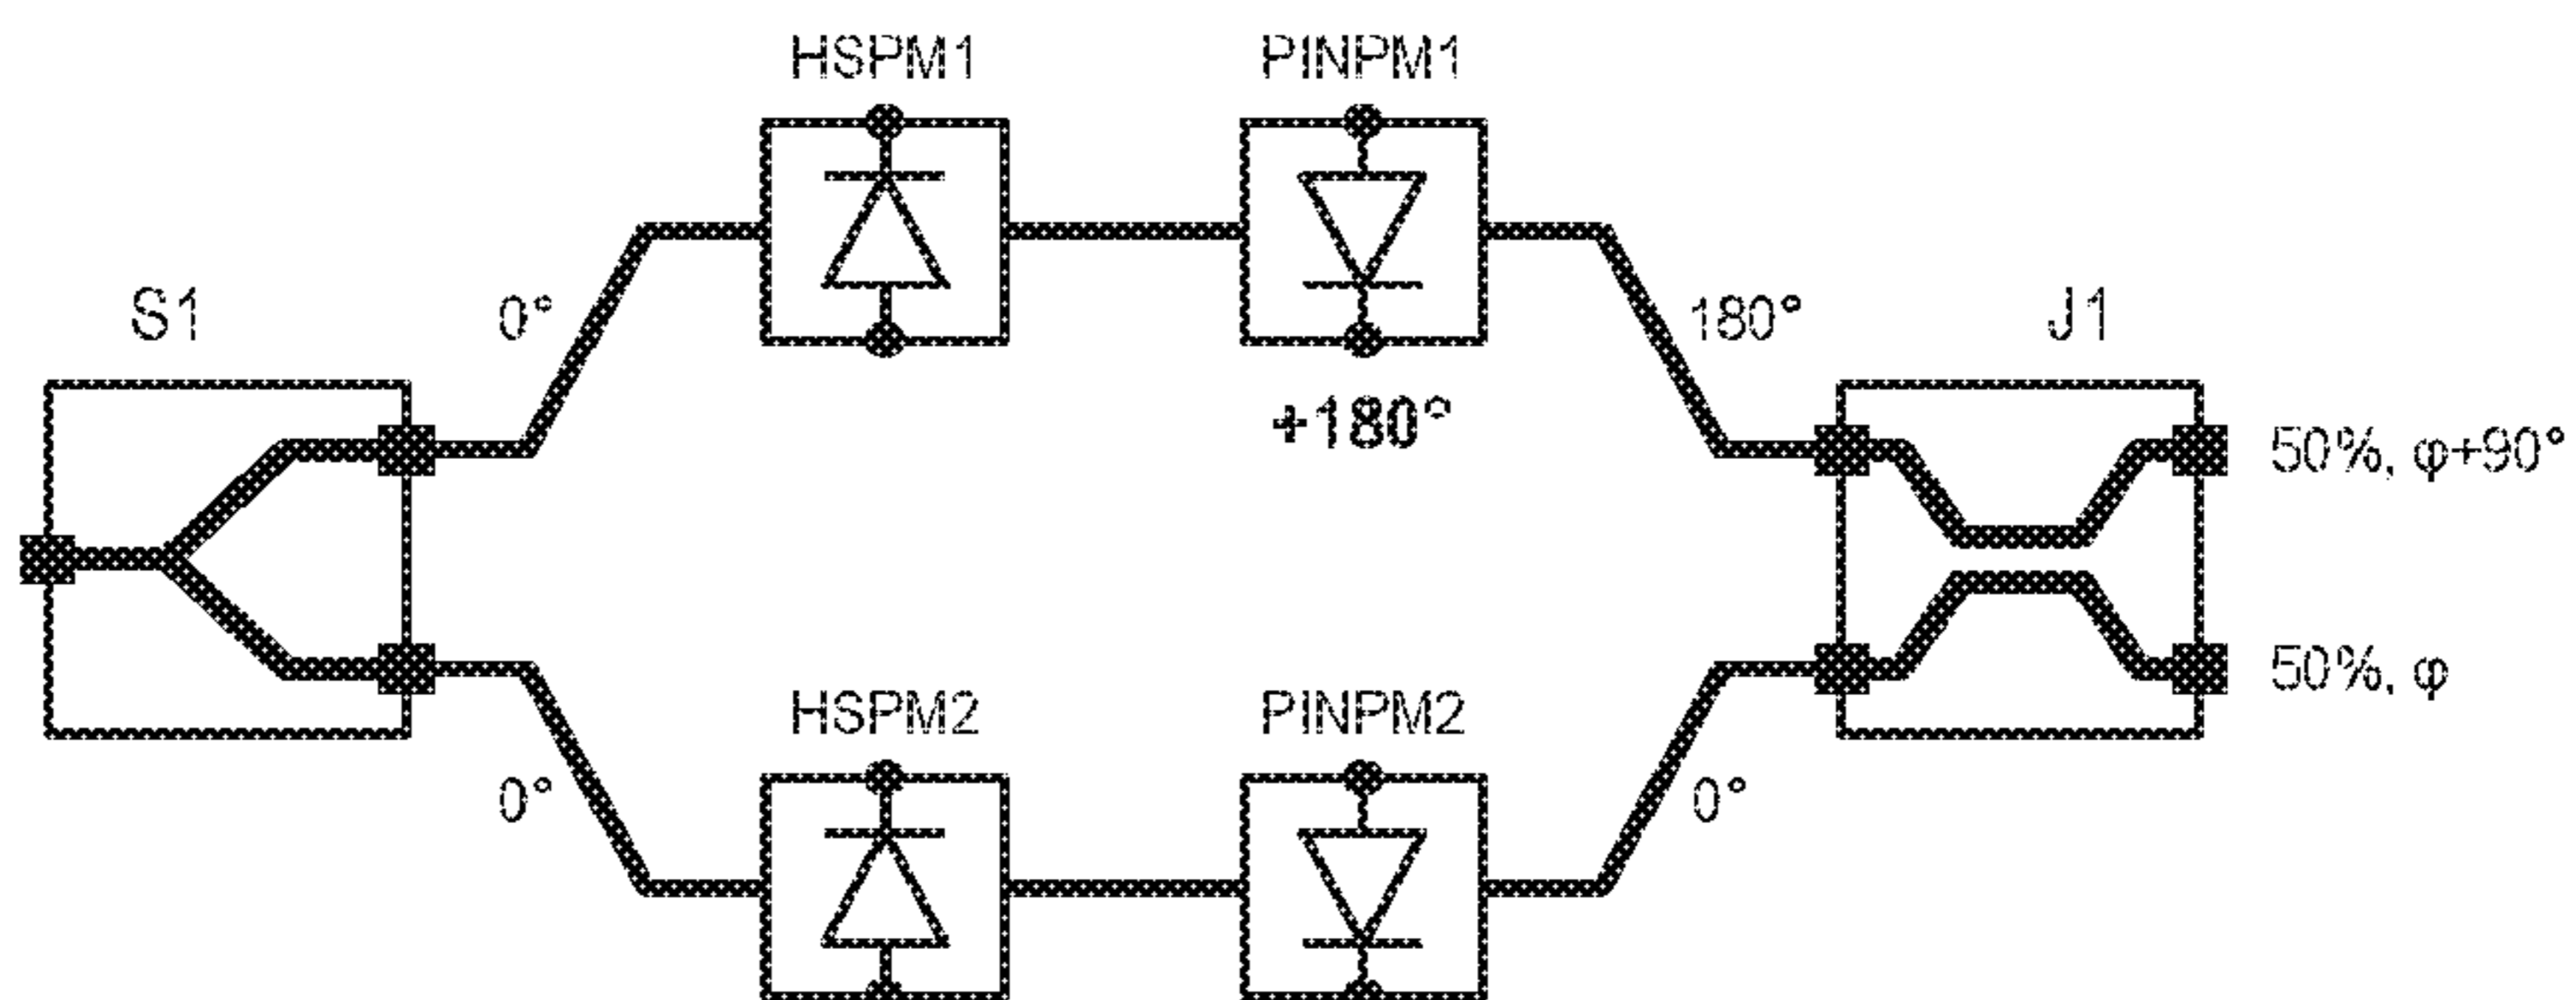 HSPM1 PINPM1
S1 0° 180° J1
+180°
50%, φ+90°
50%, φ
HSPM2 PINPM2
0° 0°